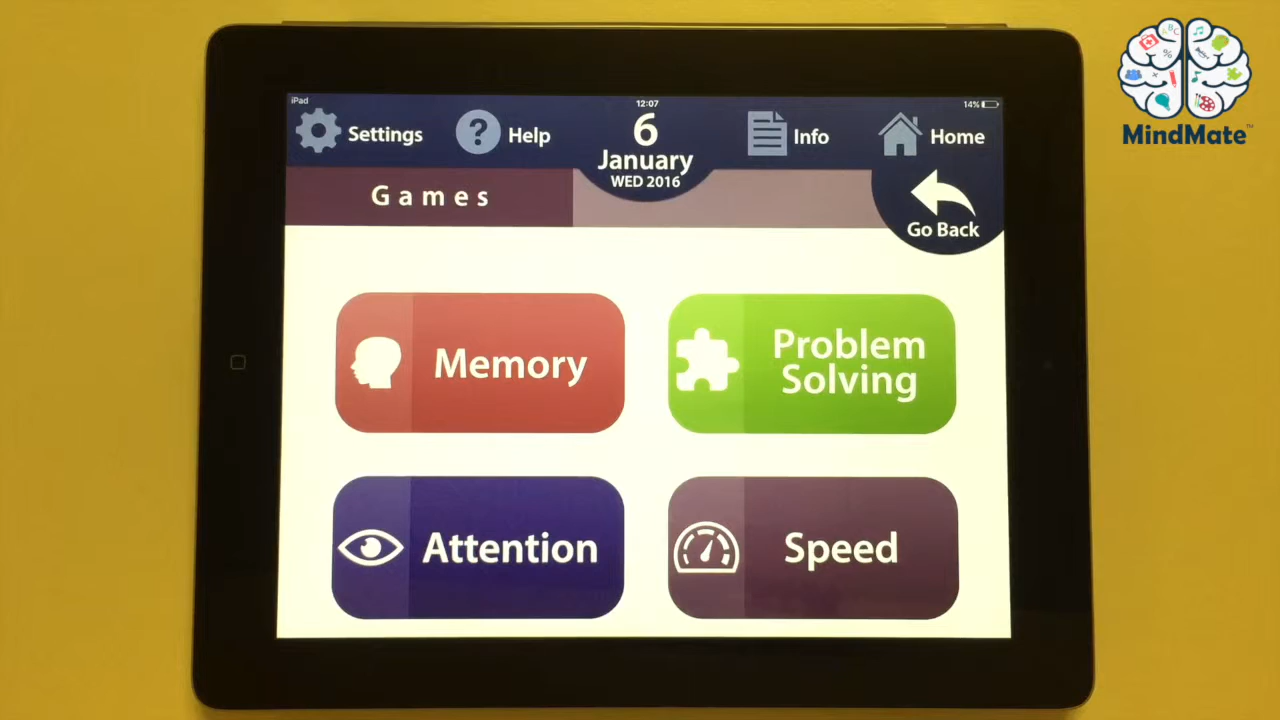 iPad 12:07 14%
Settings Help 6 Info Home
January
WED 2016
Games
Go Back
Memory
Problem
Solving
Attention
Speed
MindMate™